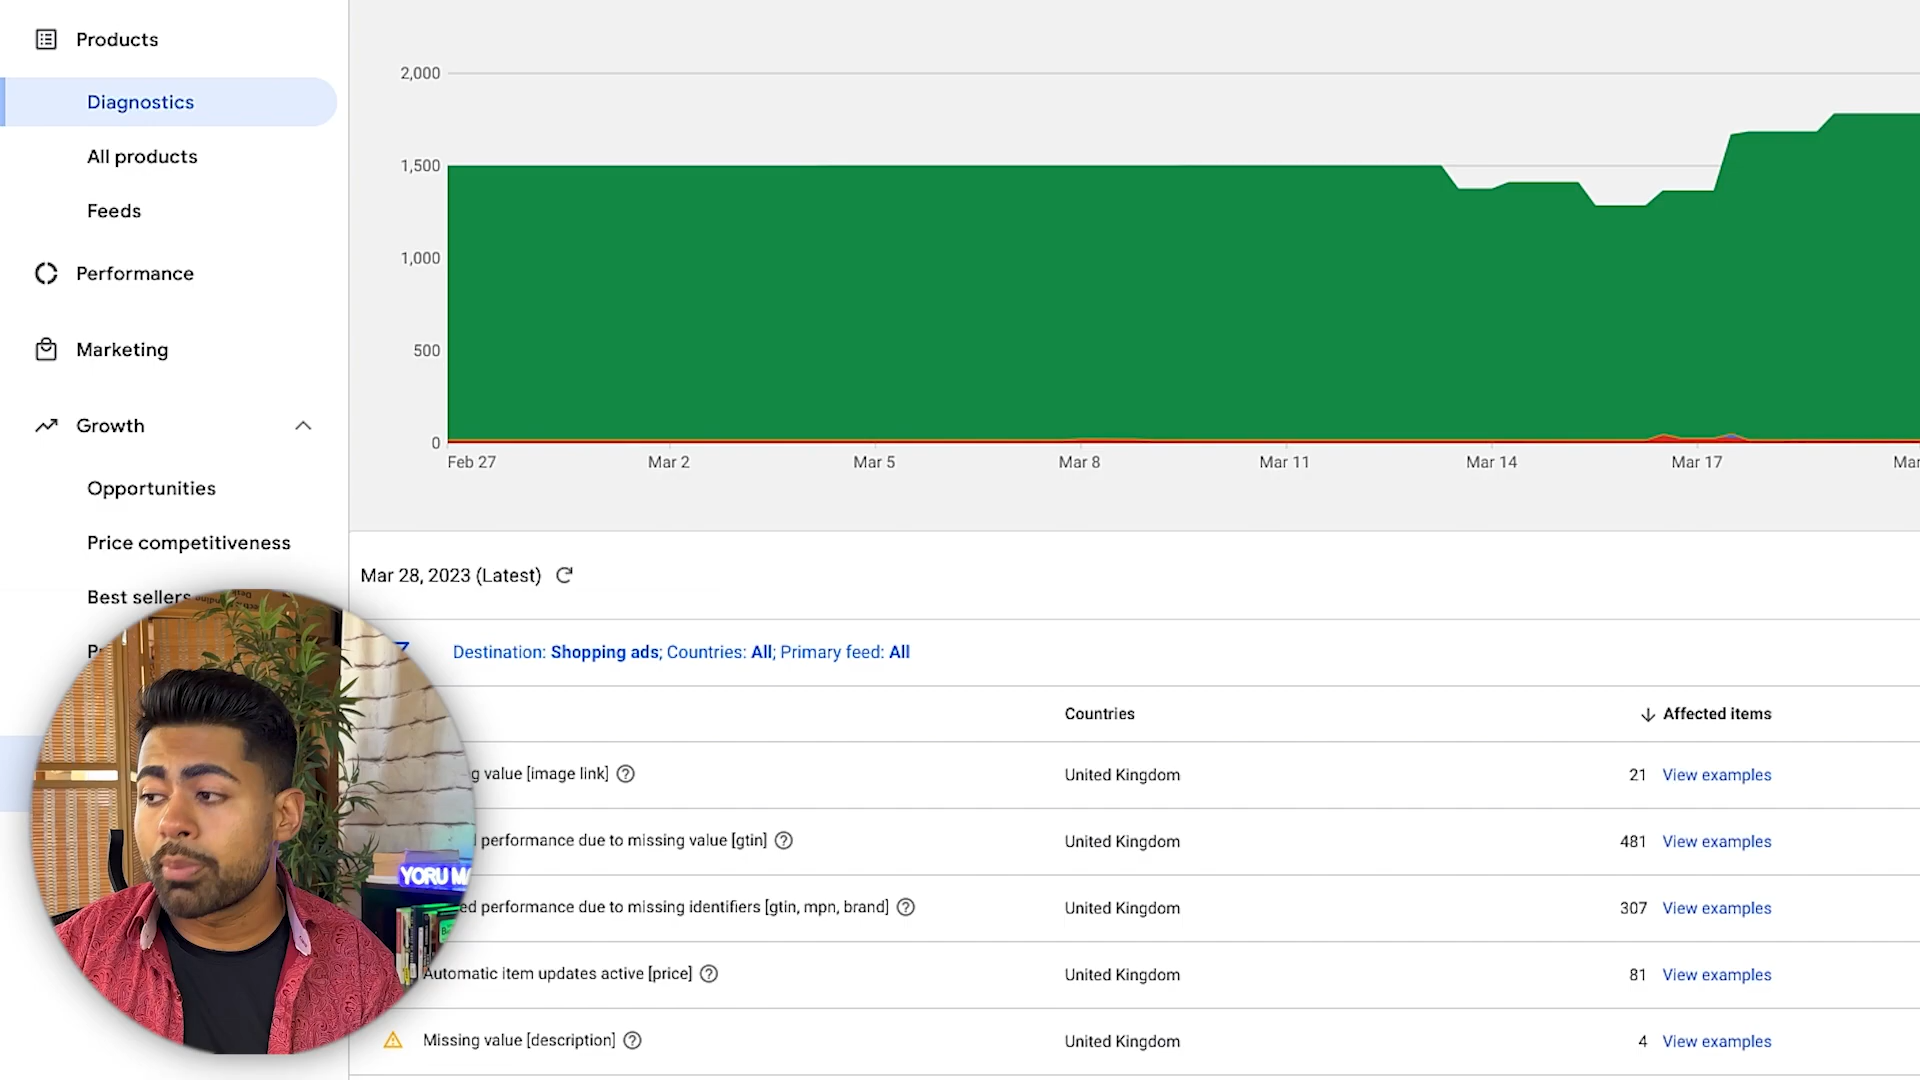 Products
Diagnostics
All products
Feeds
Performance
Marketing
Growth
Opportunities
Price competitiveness
Best sellers
2,000
1,500
1,000
500
0
Feb 27 Mar 2 Mar 5 Mar 8 Mar 11 Mar 14 Mar 17 Mar
Mar 28, 2023 (Latest)
Destination: Shopping ads; Countries: All; Primary feed: All
Countries Affected items
value [image link] United Kingdom 21 View examples
performance due to missing value [gtin] United Kingdom 481 View examples
performance due to missing identifiers [gtin, mpn, brand] United Kingdom 307 View examples
Automatic item updates active [price] United Kingdom 81 View examples
Missing value [description] United Kingdom 4 View examples
YORU